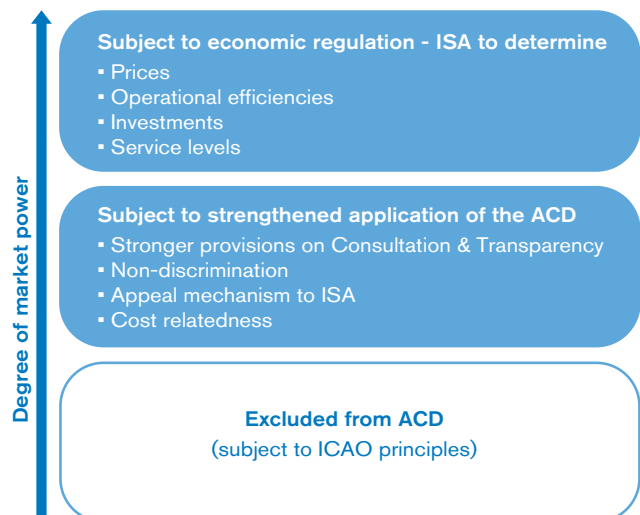 Degree of market power
Subject to economic regulation - ISA to determine
▪ Prices
▪ Operational efficiencies
▪ Investments
▪ Service levels
Subject to strengthened application of the ACD
▪ Stronger provisions on Consultation & Transparency
▪ Non-discrimination
▪ Appeal mechanism to ISA
▪ Cost relatedness
Excluded from ACD
(subject to ICAO principles)